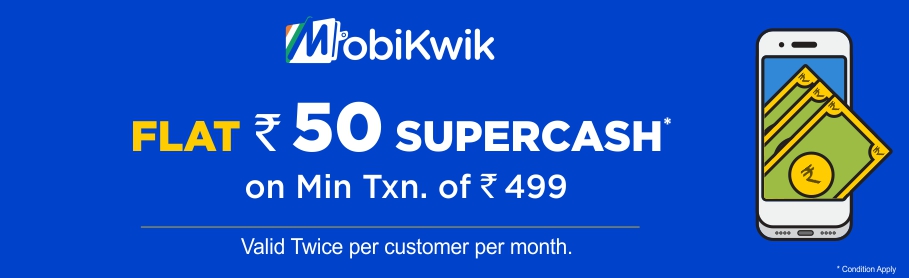 MobiKwik
FLAT ₹ 50 SUPERCASH*
on Min Txn. of ₹ 499
Valid Twice per customer per month.
* Condition Apply